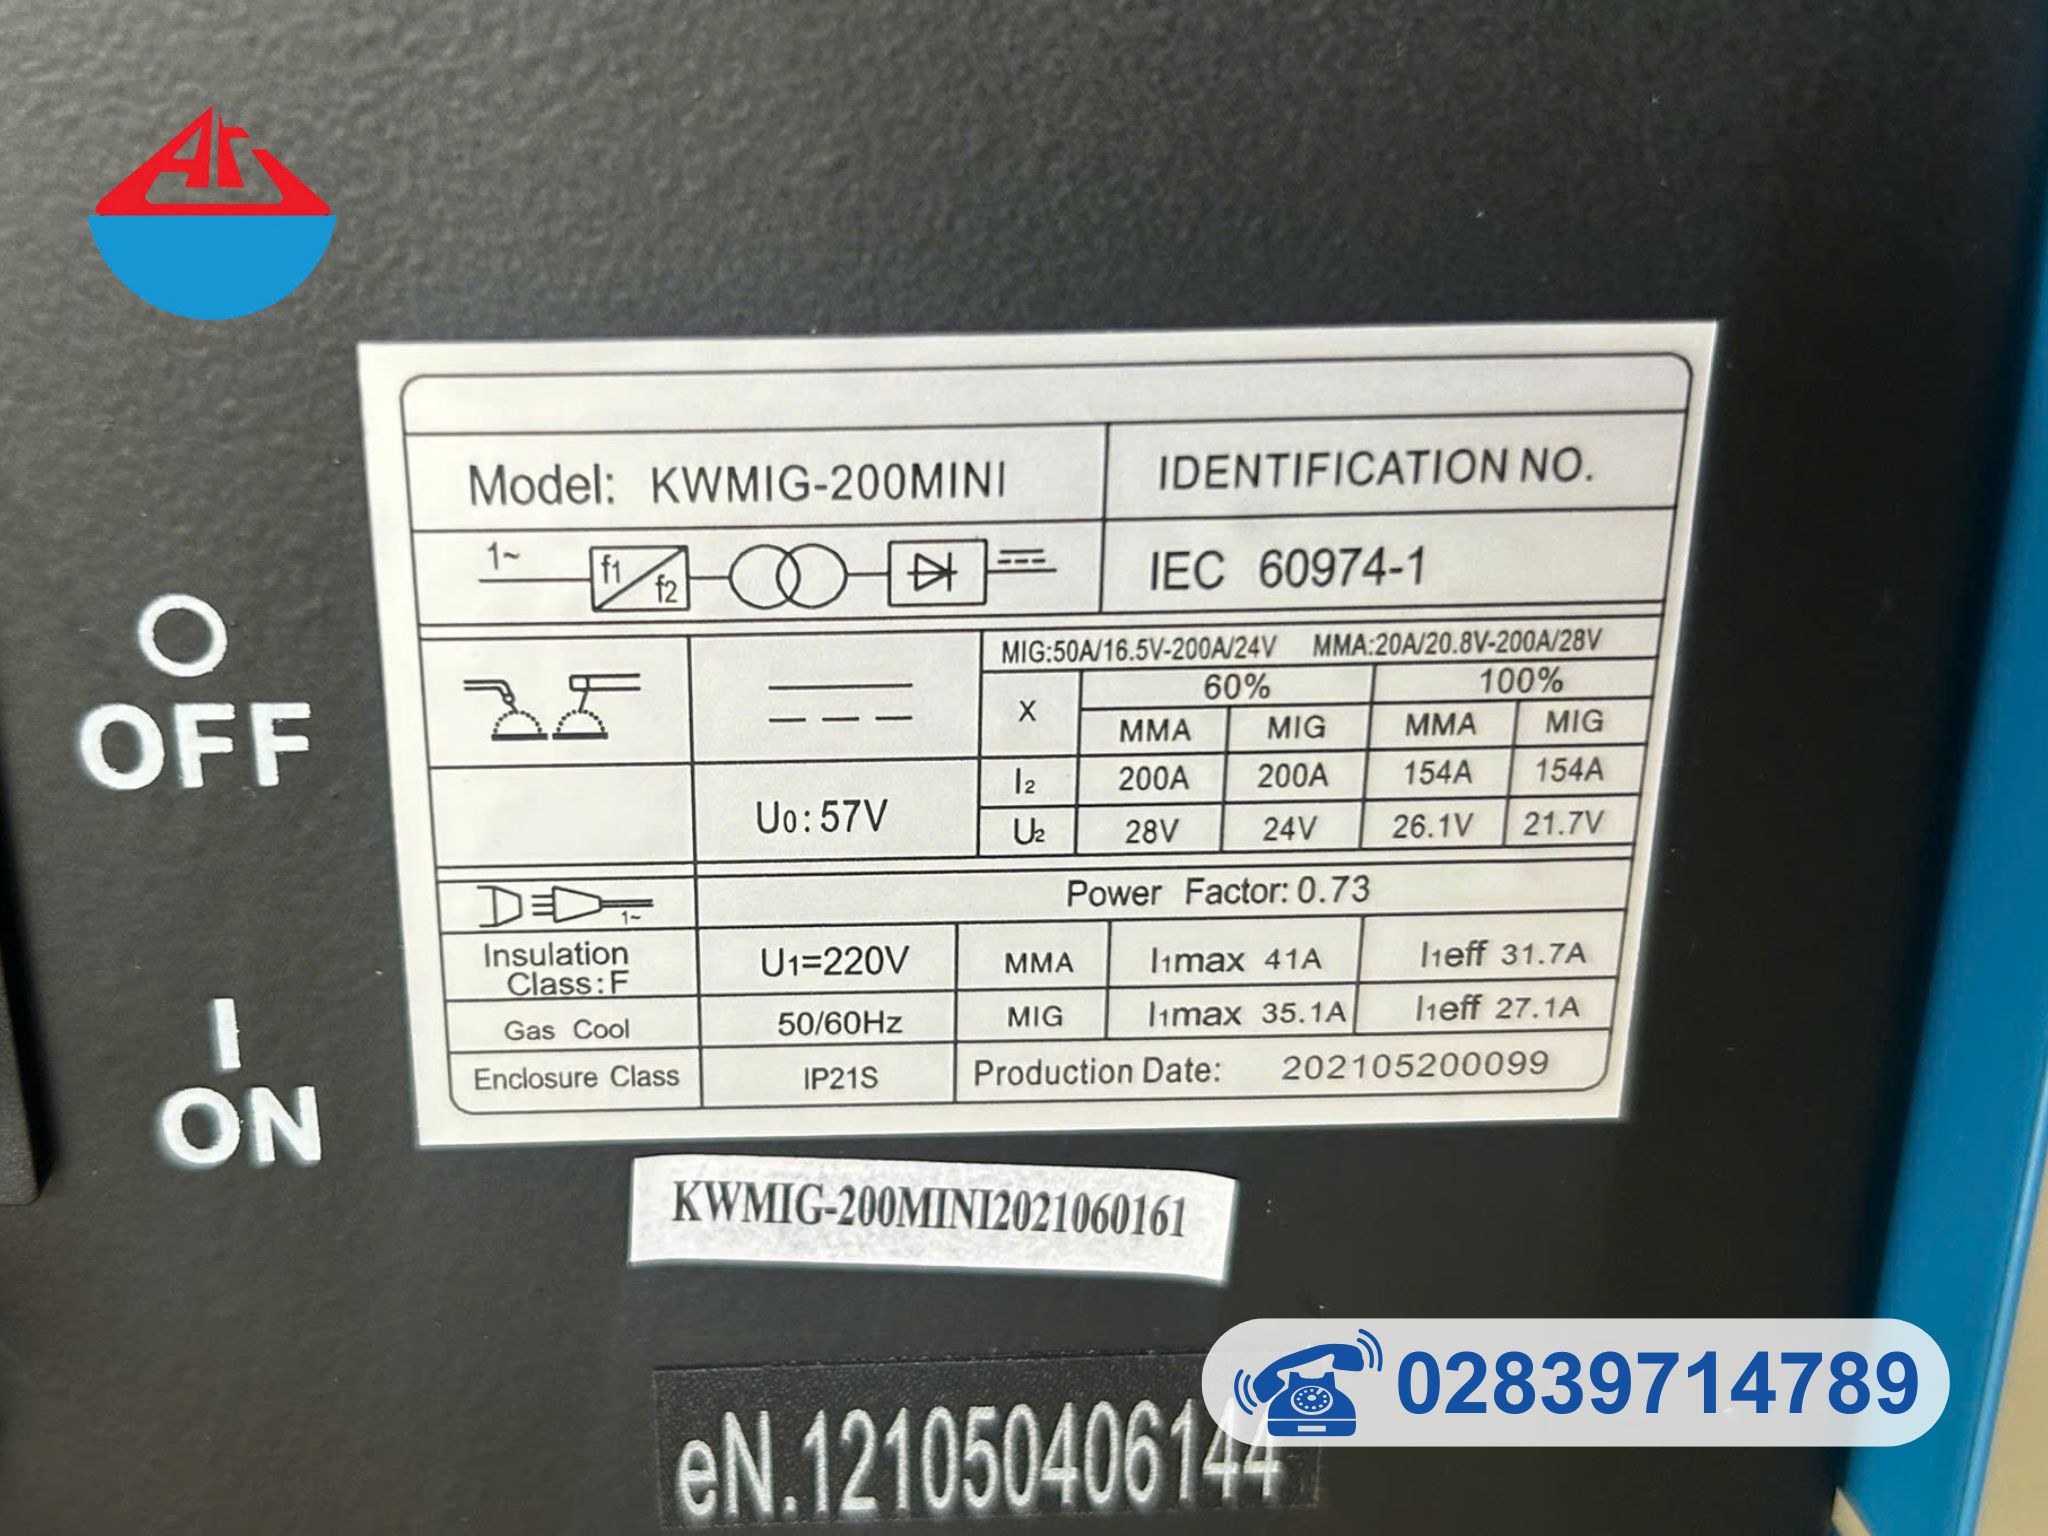 Ar
Model: KWMIG-200MINI
IDENTIFICATION NO.
1~ f1 f2
IEC 60974-1
MIG:50A/16.5V-200A/24V MMA:20A/20.8V-200A/28V
X 60% 100%
MMA MIG MMA MIG
I2 200A 200A 154A 154A
U0:57V
U2 28V 24V 26.1V 21.7V
1~
Power Factor:0.73
Insulation
Class:F
U1=220V MMA I1max 41A I1eff 31.7A
Gas Cool 50/60Hz MIG I1max 35.1A I1eff 27.1A
Enclosure Class IP21S Production Date: 202105200099
OFF
ON
KWMIG-200MINI2021060161
eN.121050406144
02839714789